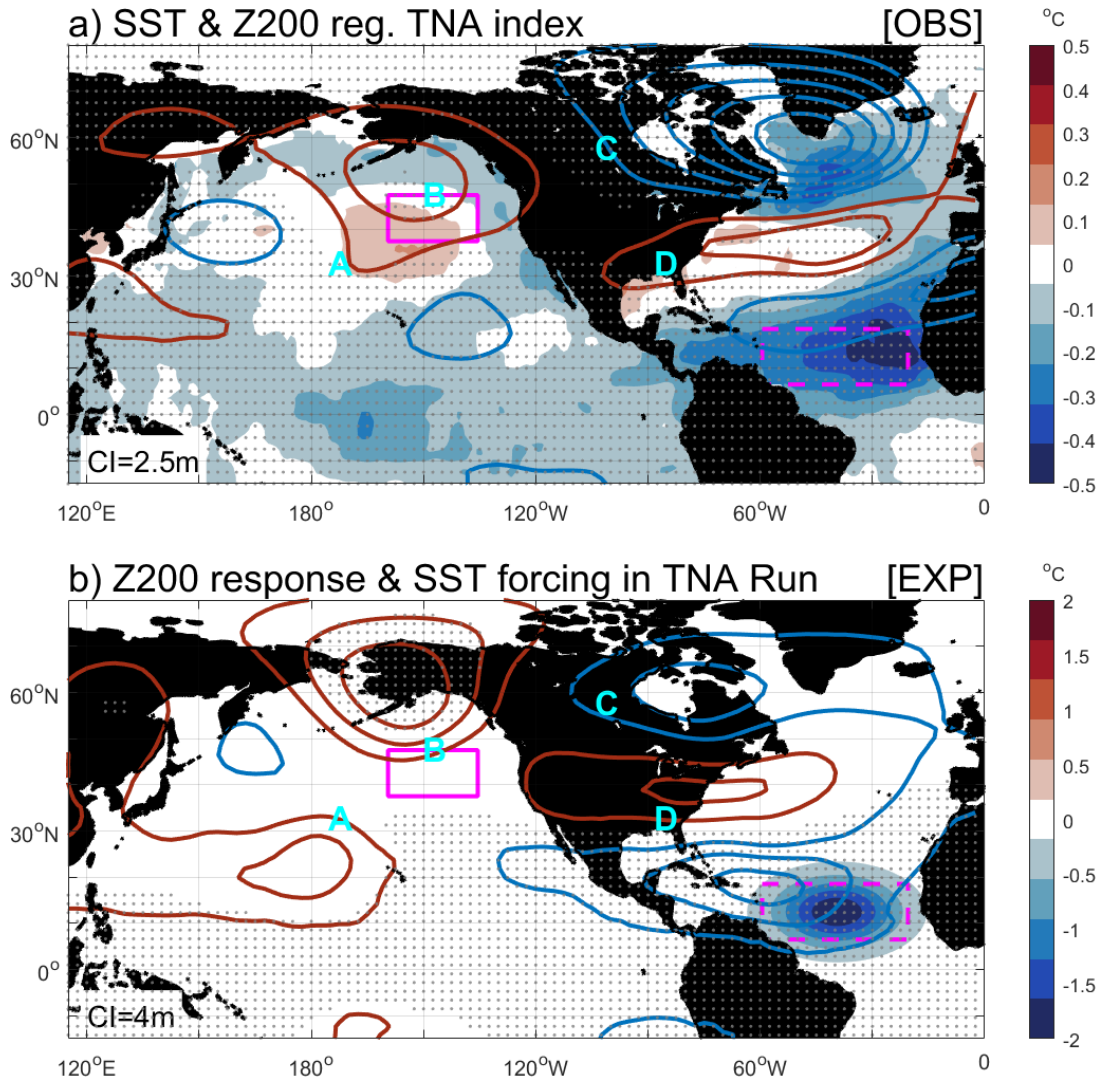 a) SST & Z200 reg. TNA index [OBS]
°C
0.5
0.4
0.3
0.2
0.1
0
-0.1
-0.2
-0.3
-0.4
-0.5
60°N
30°N
0°
C
B
A
D
CI=2.5m
120°E 180° 120°W 60°W 0
b) Z200 response & SST forcing in TNA Run [EXP]
°C
2
1.5
1
0.5
0
-0.5
-1
-1.5
-2
60°N
30°N
0°
C
B
A
D
CI=4m
120°E 180° 120°W 60°W 0